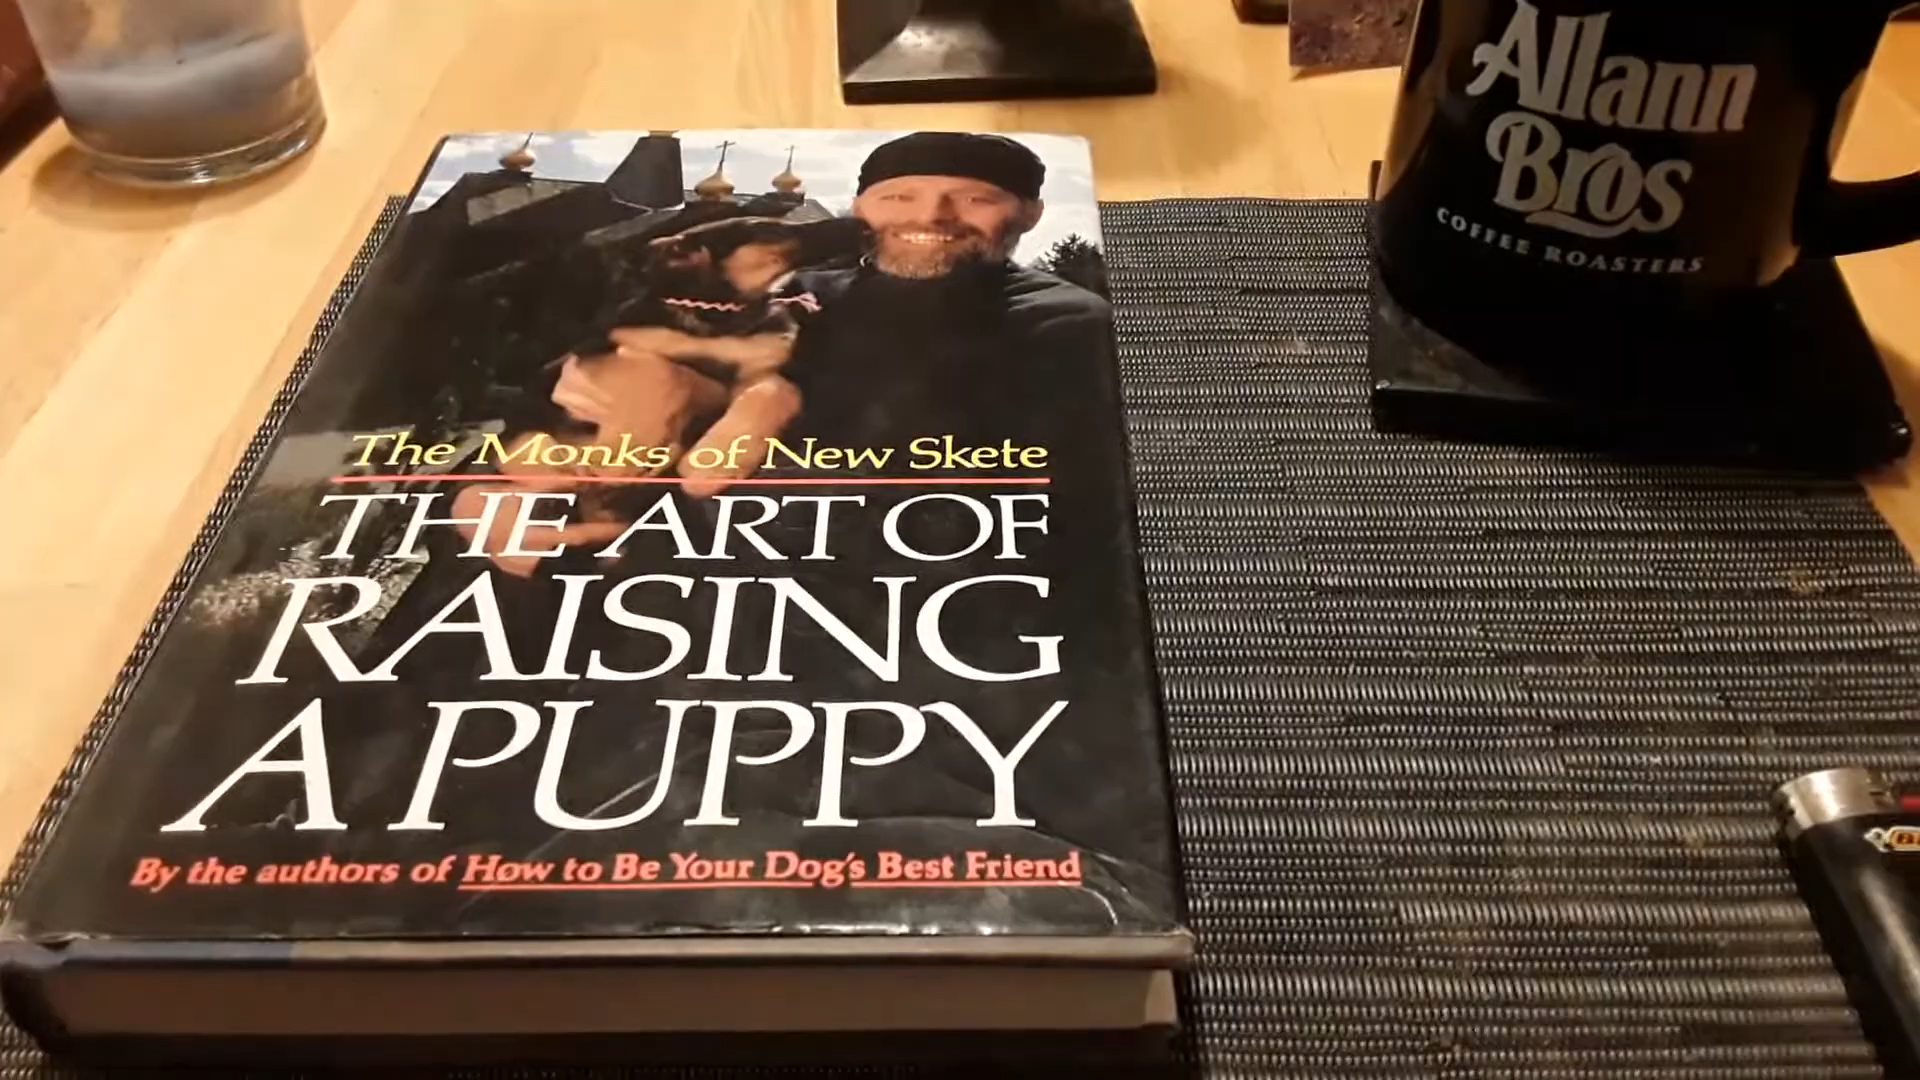 The Monks of New Skete
THE ART OF
RAISING
A PUPPY
By the authors of How to Be Your Dog's Best Friend
Allann
Bros
COFFEE ROASTERS